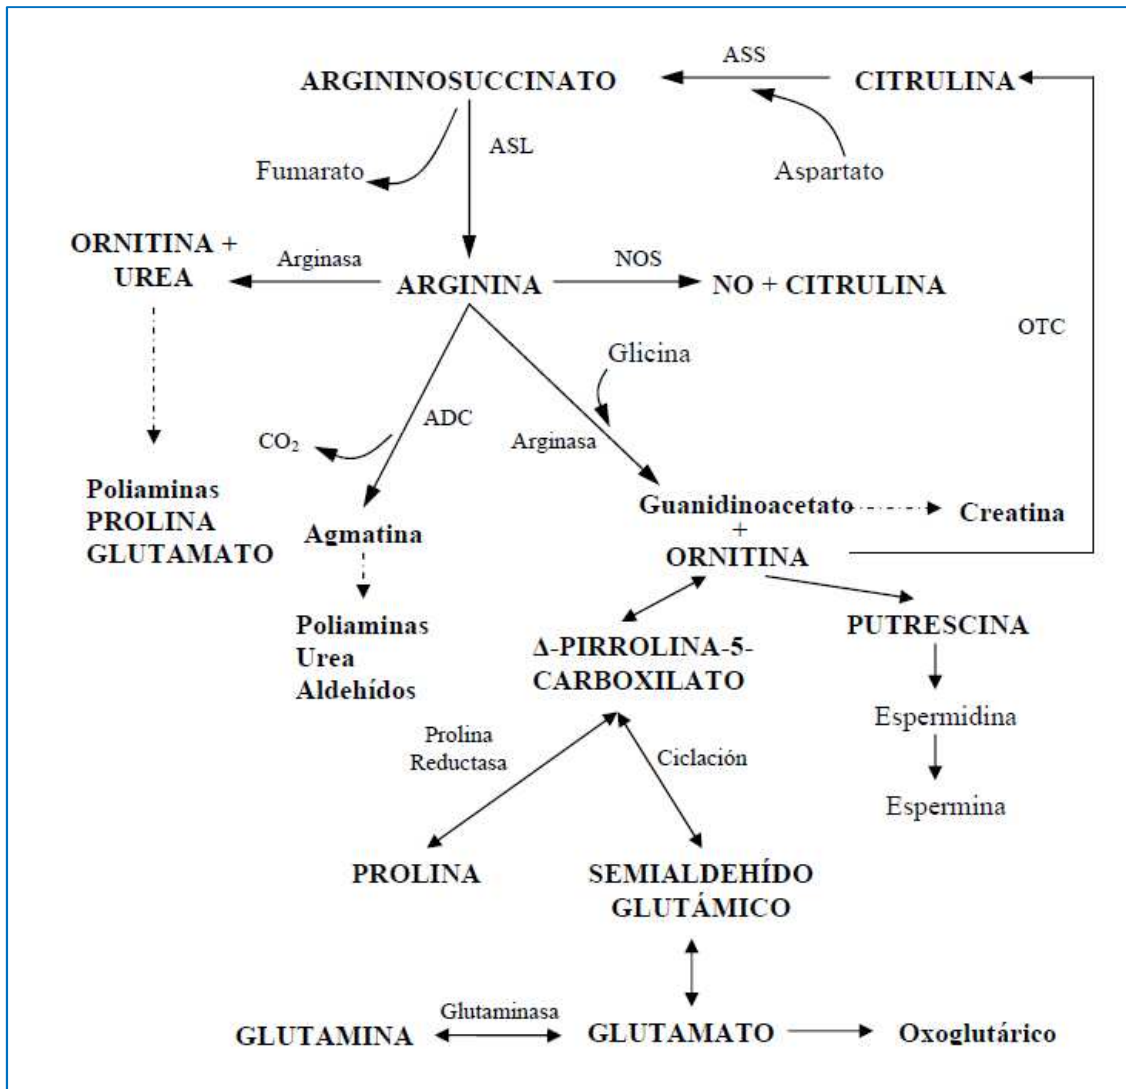 ASS
ARGININOSUCCINATO
CITRULINA
ASL
Fumarato
Aspartato
ORNITINA +
UREA
Arginasa
ARGININA
NOS
NO + CITRULINA
OTC
Glicina
ADC
CO₂
Arginasa
Poliaminas
PROLINA
GLUTAMATO
Agmatina
Guanidinoacetato
+
ORNITINA
Creatina
Poliaminas
Urea
Aldehídos
Δ-PIRROLINA-5-
CARBOXILATO
PUTRESCINA
Prolina
Reductasa
Ciclación
Espermidina
Espermina
PROLINA
SEMIALDEHÍDO
GLUTÁMICO
Glutaminasa
GLUTAMINA
GLUTAMATO
Oxoglutárico